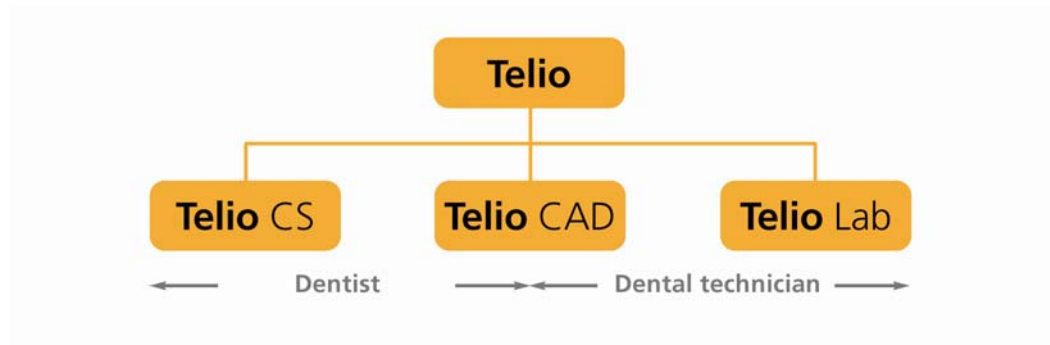 Telio
Telio CS
Telio CAD
Telio Lab
Dentist
Dental technician